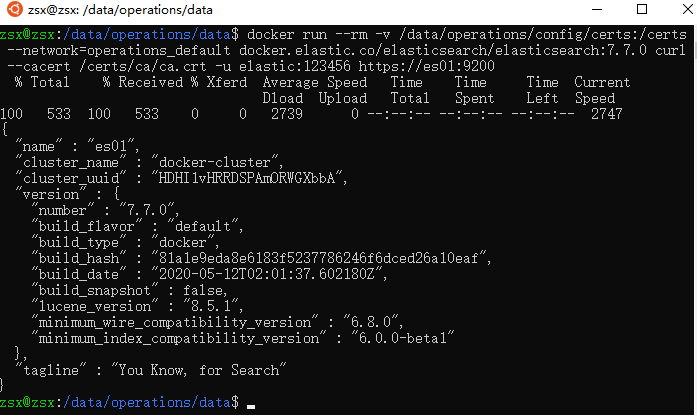 zsx@zsx: /data/operations/data
zsx@zsx:/data/operations/data$ docker run --rm -v /data/operations/config/certs:/certs
--network=operations_default docker.elastic.co/elasticsearch/elasticsearch:7.7.0 curl
--cacert /certs/ca/ca.crt -u elastic:123456 https://es01:9200
% Total % Received % Xferd Average Speed Time Time Time Current
Dload Upload Total Spent Left Speed
100 533 100 533 0 0 2739 0 --:--:-- --:--:-- --:--:-- 2747
{
"name" : "es01",
"cluster_name" : "docker-cluster",
"cluster_uuid" : "HDHI1vHRRDSPAmORWGXbbA",
"version" : {
"number" : "7.7.0",
"build_flavor" : "default",
"build_type" : "docker",
"build_hash" : "81a1e9eda8e6183f5237786246f6dced26a10eaf",
"build_date" : "2020-05-12T02:01:37.602180Z",
"build_snapshot" : false,
"lucene_version" : "8.5.1",
"minimum_wire_compatibility_version" : "6.8.0",
"minimum_index_compatibility_version" : "6.0.0-beta1"
},
"tagline" : "You Know, for Search"
}
zsx@zsx:/data/operations/data$